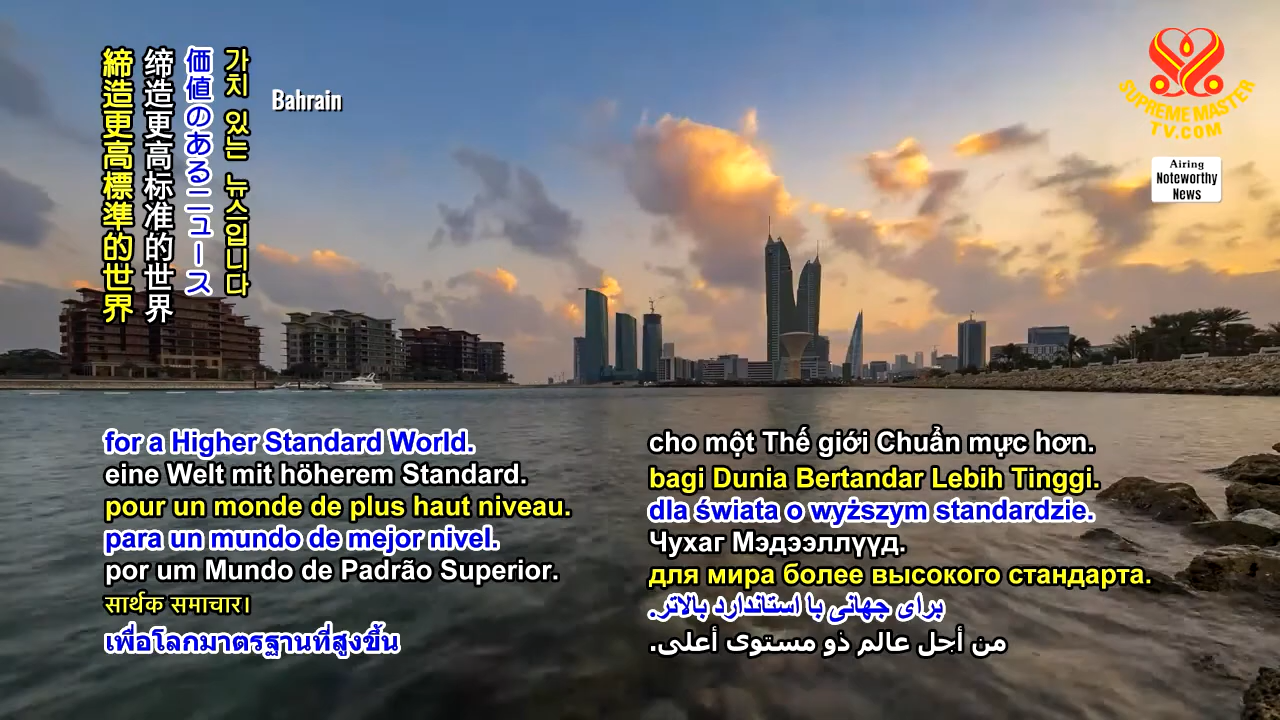 締造更高標準的世界
缔造更高标准的世界
価値のあるニュース
가치 있는 뉴스입니다
Bahrain
SUPREME MASTER
TV.COM
Airing
Noteworthy
News
for a Higher Standard World.
eine Welt mit höherem Standard.
pour un monde de plus haut niveau.
para un mundo de mejor nivel.
por um Mundo de Padrão Superior.
सार्थक समाचार।
เพื่อโลกมาตรฐานที่สูงขึ้น
cho một Thế giới Chuẩn mực hơn.
bagi Dunia Bertandar Lebih Tinggi.
dla świata o wyższym standardzie.
Чухаг Мэдээллүүд.
для мира более высокого стандарта.
برای جهانی با استاندارد بالاتر.
من أجل عالم ذو مستوى أعلى.